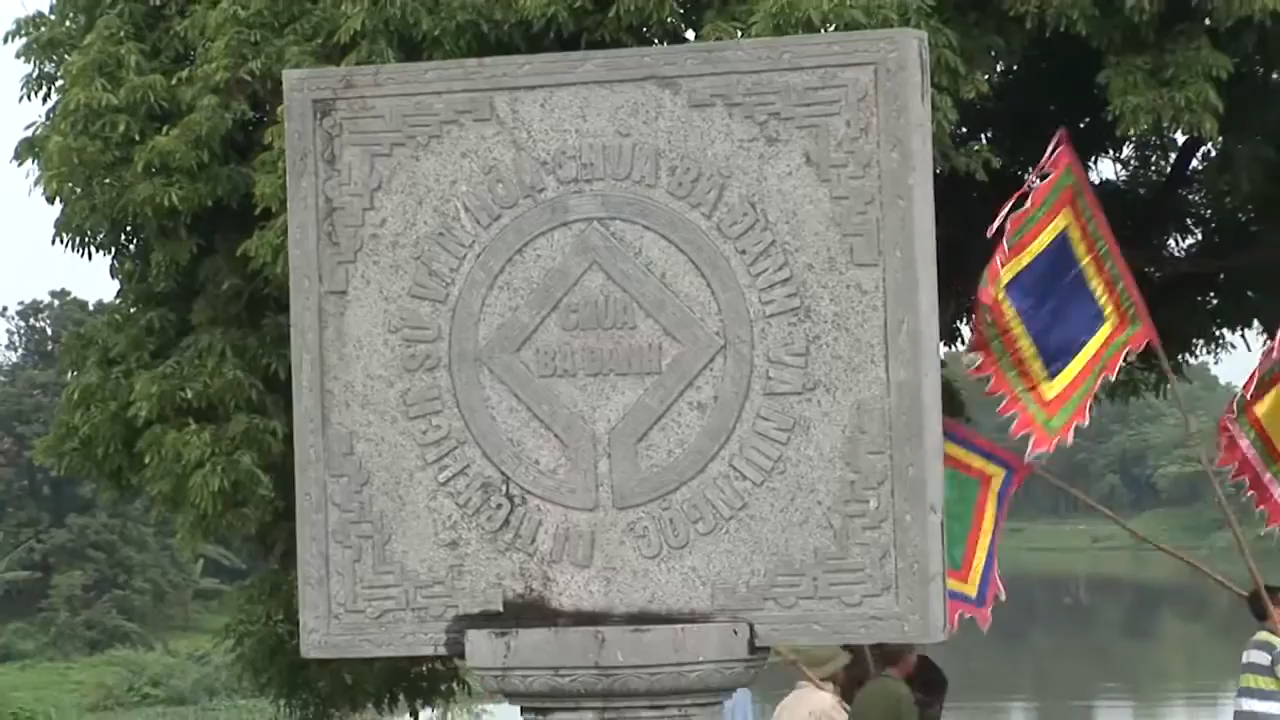 DI TÍCH LỊCH SỬ VĂN HÓA CHÙA BÀ ĐANH VÀ NÚI NGỌC
CHÙA
BÀ ĐANH